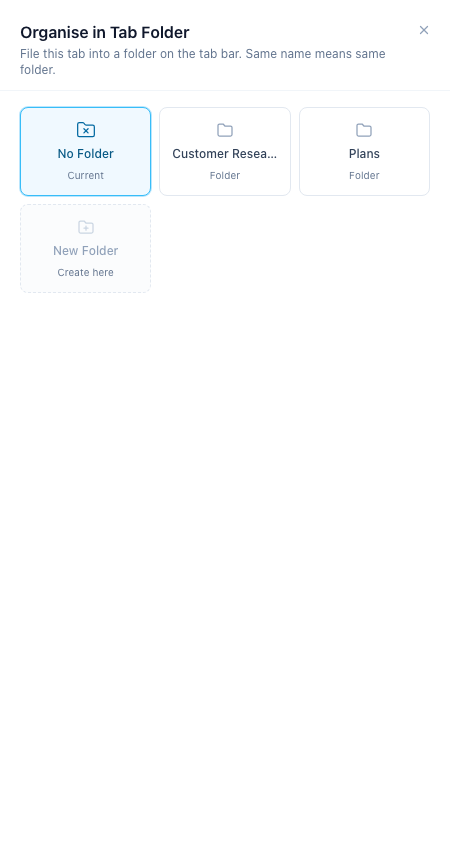 Organise in Tab Folder
File this tab into a folder on the tab bar. Same name means same
folder.
No Folder
Current
Customer Resea...
Folder
Plans
Folder
New Folder
Create here